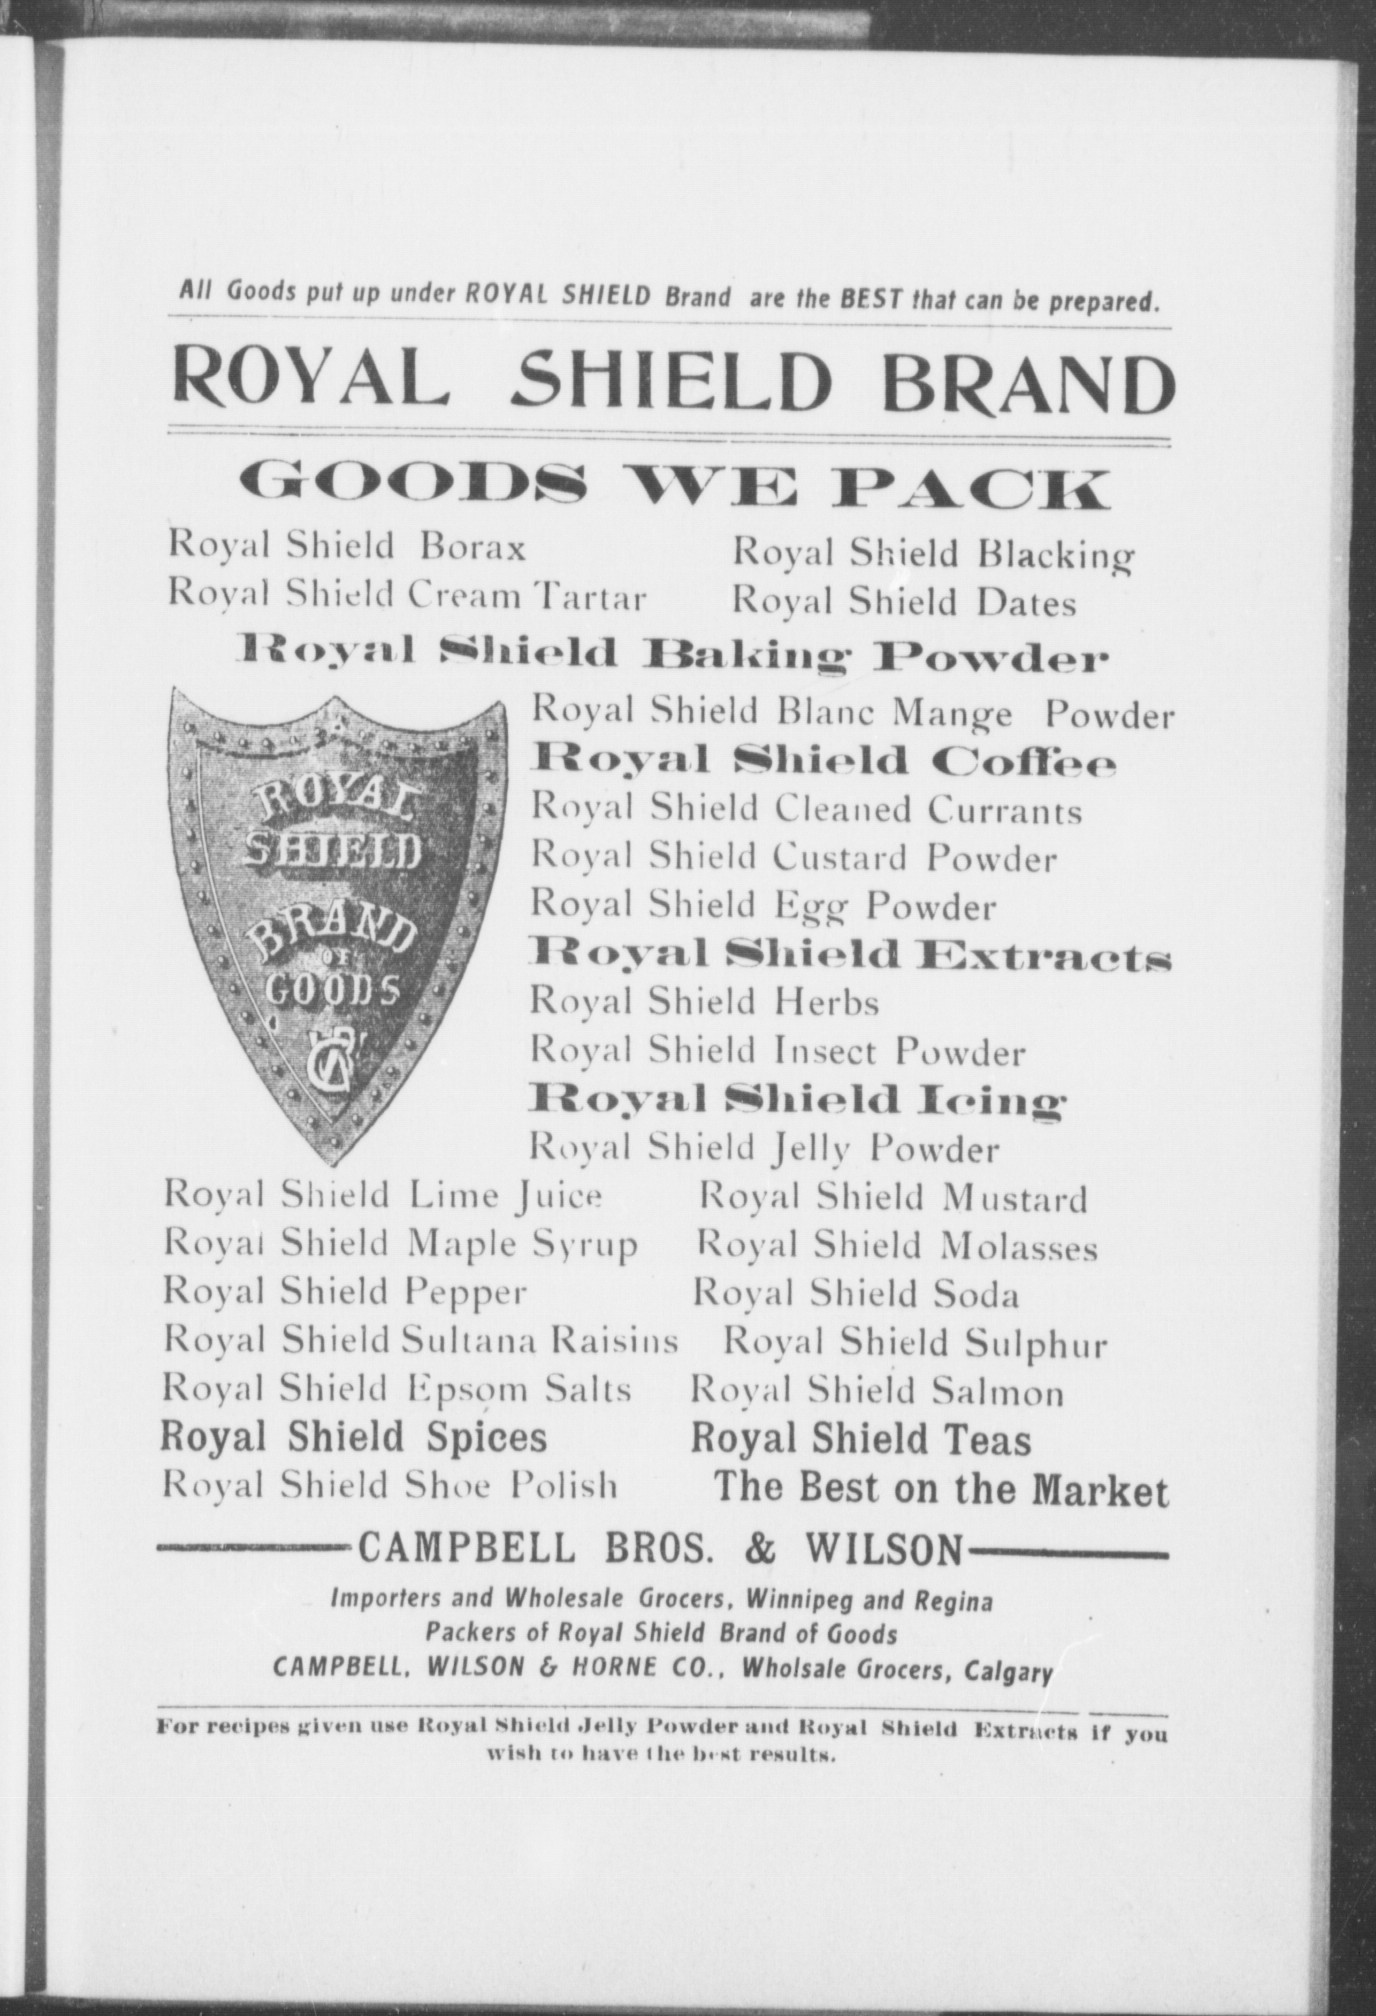 All Goods put up under ROYAL SHIELD Brand are the BEST that can be prepared.
ROYAL SHIELD BRAND
GOODS WE PACK
Royal Shield Borax Royal Shield Blacking
Royal Shield Cream Tartar Royal Shield Dates
Royal Shield Baking Powder
ROYAL
SHIELD
BRAND
OF
GOODS
Royal Shield Blanc Mange Powder
Royal Shield Coffee
Royal Shield Cleaned Currants
Royal Shield Custard Powder
Royal Shield Egg Powder
Royal Shield Extracts
Royal Shield Herbs
Royal Shield Insect Powder
Royal Shield Icing
Royal Shield Jelly Powder
Royal Shield Lime Juice Royal Shield Mustard
Royal Shield Maple Syrup Royal Shield Molasses
Royal Shield Pepper Royal Shield Soda
Royal Shield Sultana Raisins Royal Shield Sulphur
Royal Shield Epsom Salts Royal Shield Salmon
Royal Shield Spices Royal Shield Teas
Royal Shield Shoe Polish The Best on the Market
CAMPBELL BROS. & WILSON
Importers and Wholesale Grocers, Winnipeg and Regina
Packers of Royal Shield Brand of Goods
CAMPBELL, WILSON & HORNE CO., Wholsale Grocers, Calgary
For recipes given use Royal Shield Jelly Powder and Royal Shield Extracts if you
wish to have the best results.